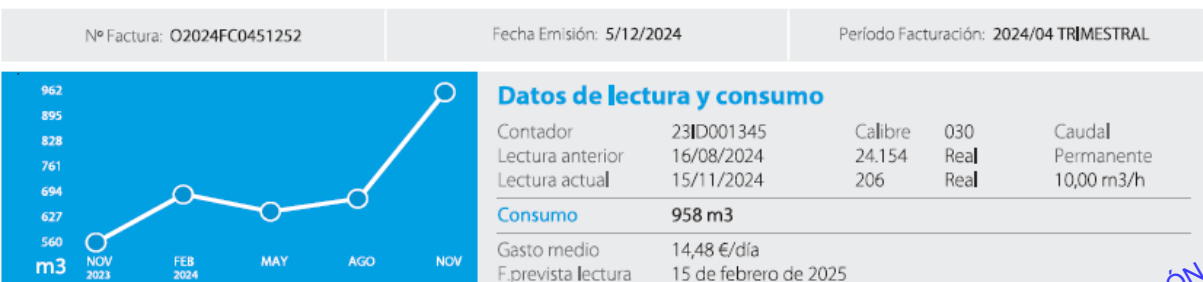 Nº Factura: O2024FC0451252 Fecha Emisión: 5/12/2024 Período Facturación: 2024/04 TRIMESTRAL
962
895
828
761
694
627
560
m3
NOV 2023
FEB 2024
MAY
AGO
NOV
Datos de lectura y consumo
Contador 23ID001345 Calibre 030 Caudal
Lectura anterior 16/08/2024 24.154 Real Permanente
Lectura actual 15/11/2024 206 Real 10,00 m3/h
Consumo 958 m3
Gasto medio 14,48 €/día
F.prevista lectura 15 de febrero de 2025